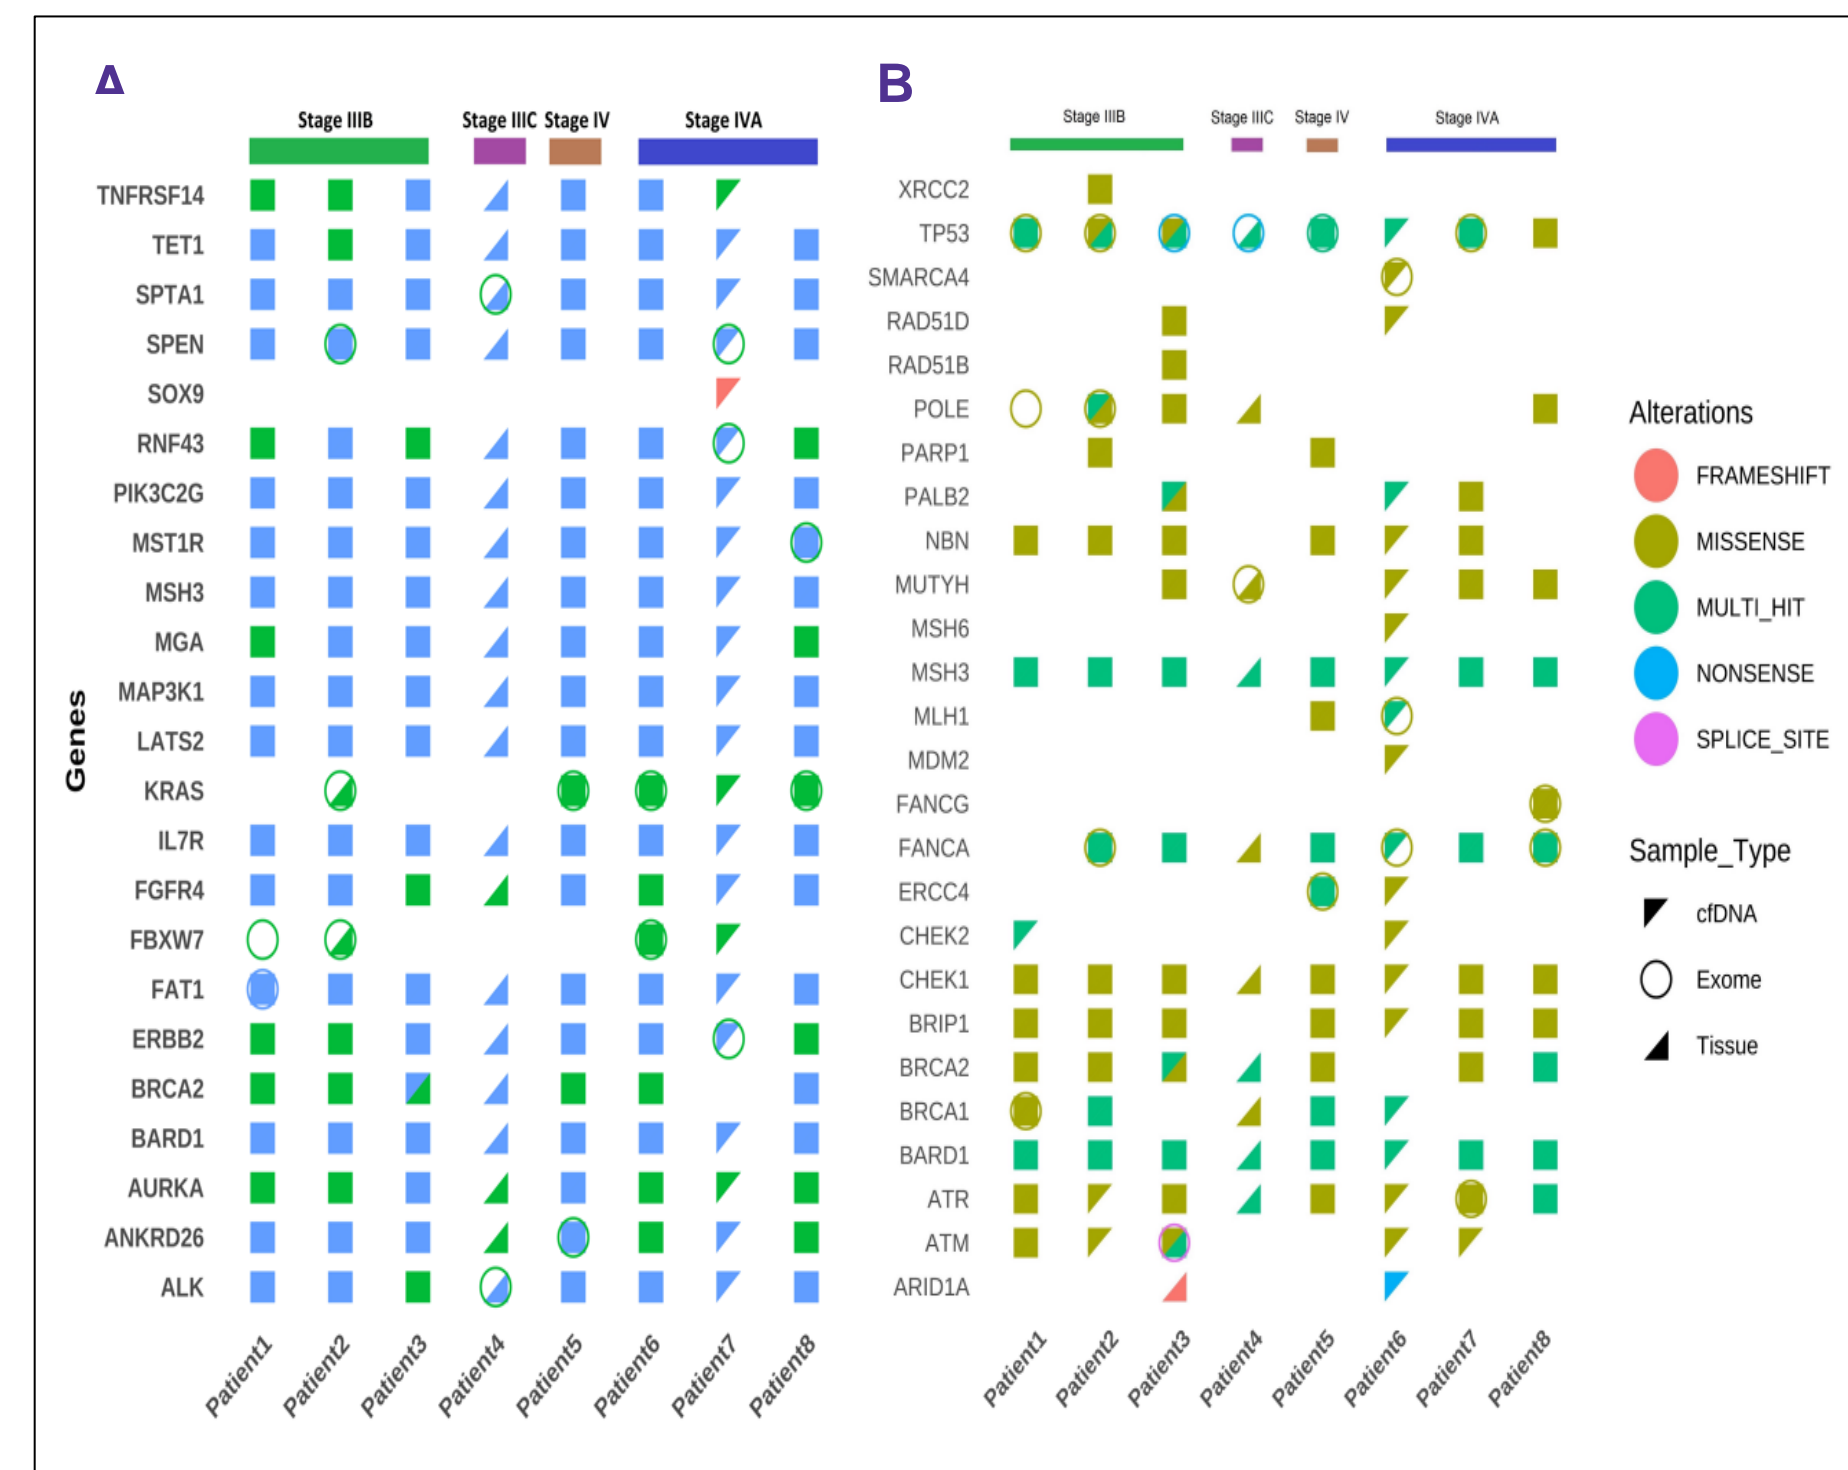 Δ
Stage IIIB Stage IIIC Stage IV Stage IVA
Genes
TNFRSF14
TET1
SPTA1
SPEN
SOX9
RNF43
PIK3C2G
MST1R
MSH3
MGA
MAP3K1
LATS2
KRAS
IL7R
FGFR4
FBXW7
FAT1
ERBB2
BRCA2
BARD1
AURKA
ANKRD26
ALK
Patient1 Patient2 Patient3 Patient4 Patient5 Patient6 Patient7 Patient8
B
Stage IIIB Stage IIIC Stage IV Stage IVA
XRCC2
TP53
SMARCA4
RAD51D
RAD51B
POLE
PARP1
PALB2
NBN
MUTYH
MSH6
MSH3
MLH1
MDM2
FANCG
FANCA
ERCC4
CHEK2
CHEK1
BRIP1
BRCA2
BRCA1
BARD1
ATR
ATM
ARID1A
Patient1 Patient2 Patient3 Patient4 Patient5 Patient6 Patient7 Patient8
Alterations
FRAMESHIFT
MISSENSE
MULTI_HIT
NONSENSE
SPLICE_SITE
Sample_Type
cfDNA
Exome
Tissue